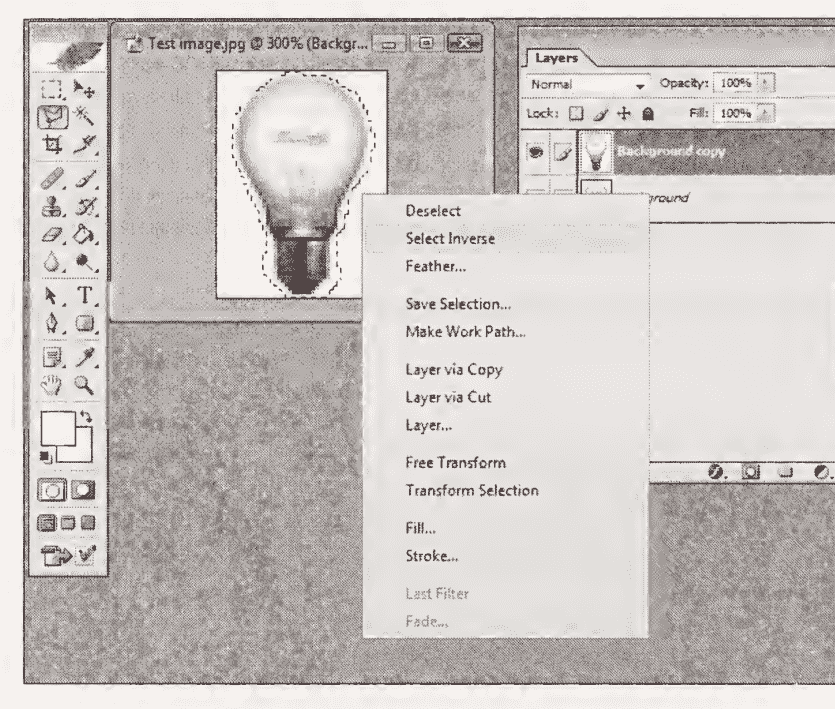 Test image.jpg @ 300% (Backgr...
Layers
Normal
Opacity: 100%
Lock:
Fill: 100%
Background copy
ground
Deselect
Select Inverse
Feather...
Save Selection...
Make Work Path...
Layer via Copy
Layer via Cut
Layer...
Free Transform
Transform Selection
Fill...
Stroke...
Last Filter
Fade...